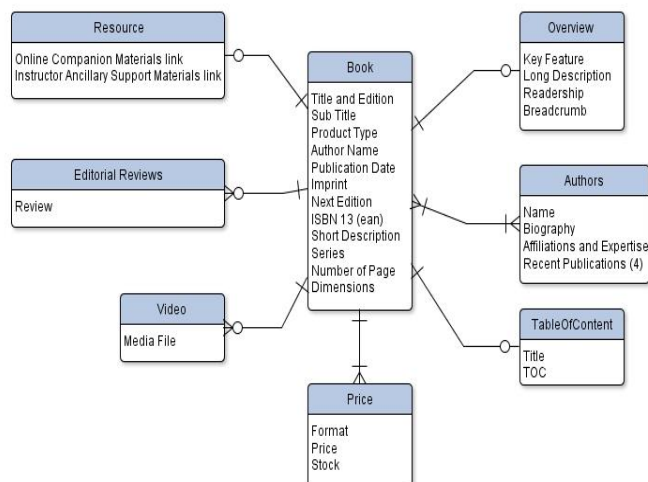 Resource
Online Companion Materials link
Instructor Ancillary Support Materials link
Book
Title and Edition
Sub Title
Product Type
Author Name
Publication Date
Imprint
Next Edition
ISBN 13 (ean)
Short Description
Series
Number of Page
Dimensions
Overview
Key Feature
Long Description
Readership
Breadcrumb
Editorial Reviews
Review
Authors
Name
Biography
Affiliations and Expertise
Recent Publications (4)
Video
Media File
TableOfContent
Title
TOC
Price
Format
Price
Stock